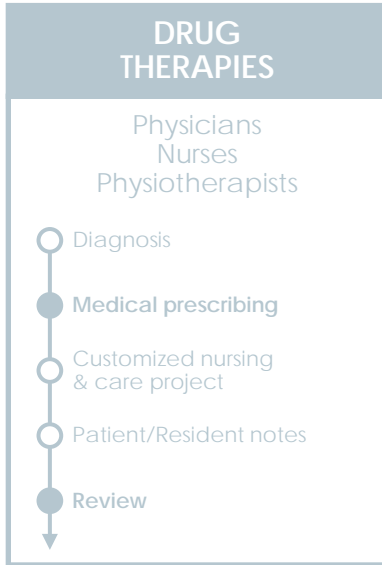 DRUG
THERAPIES
Physicians
Nurses
Physiotherapists
Diagnosis
Medical prescribing
Customized nursing
& care project
Patient/Resident notes
Review